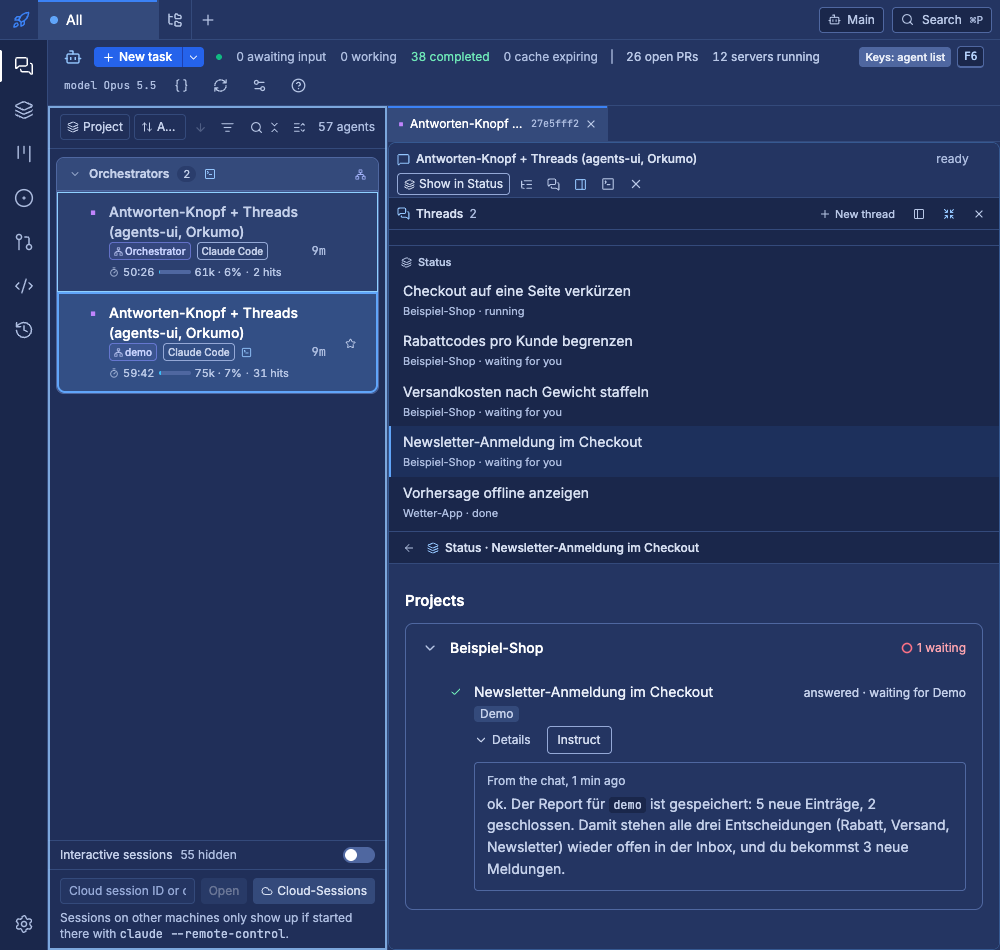 All
Main
Search ⌘P
+ New task
0 awaiting input
0 working
38 completed
0 cache expiring
26 open PRs
12 servers running
Keys: agent list
F6
model Opus 5.5
{}
Project
A...
57 agents
Orchestrators 2
Antworten-Knopf + Threads
(agents-ui, Orkumo)
Orchestrator
Claude Code
9m
50:26
61k · 6% · 2 hits
Antworten-Knopf + Threads
(agents-ui, Orkumo)
demo
Claude Code
9m
59:42
75k · 7% · 31 hits
Interactive sessions 55 hidden
Cloud session ID or c
Open
Cloud-Sessions
Sessions on other machines only show up if started
there with claude --remote-control.
Antworten-Knopf ... 27e5fff2
Antworten-Knopf + Threads (agents-ui, Orkumo)
ready
Show in Status
Threads 2
+ New thread
Status
Checkout auf eine Seite verkürzen
Beispiel-Shop · running
Rabattcodes pro Kunde begrenzen
Beispiel-Shop · waiting for you
Versandkosten nach Gewicht staffeln
Beispiel-Shop · waiting for you
Newsletter-Anmeldung im Checkout
Beispiel-Shop · waiting for you
Vorhersage offline anzeigen
Wetter-App · done
Status · Newsletter-Anmeldung im Checkout
Projects
Beispiel-Shop
1 waiting
Newsletter-Anmeldung im Checkout
answered · waiting for Demo
Demo
Details
Instruct
From the chat, 1 min ago
ok. Der Report für demo ist gespeichert: 5 neue Einträge, 2
geschlossen. Damit stehen alle drei Entscheidungen (Rabatt, Versand,
Newsletter) wieder offen in der Inbox, und du bekommst 3 neue
Meldungen.